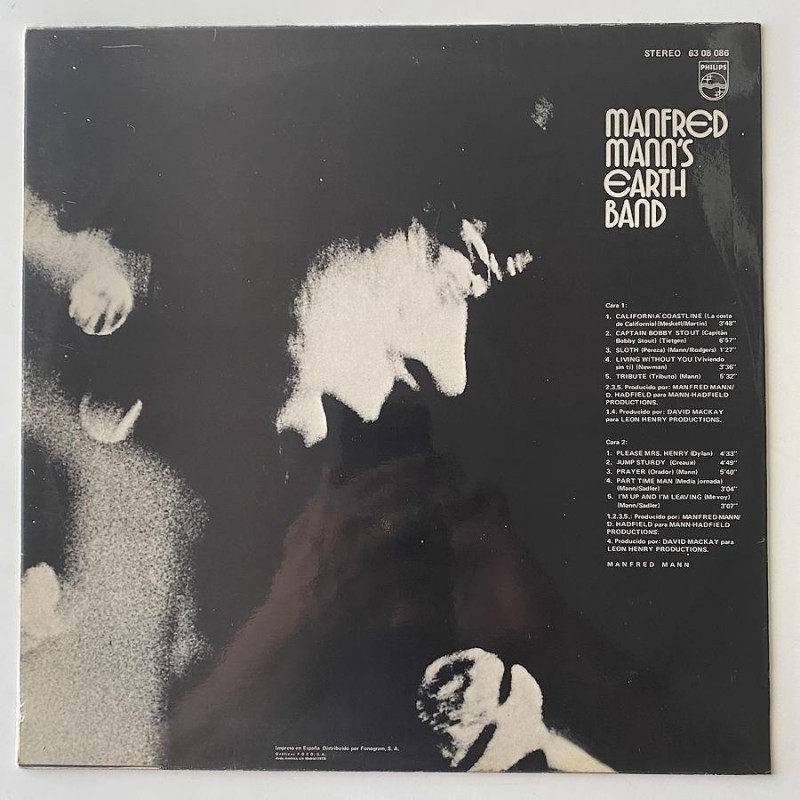 STEREO 63 08 086
PHILIPS
MANFRED
MANN'S
EARTH
BAND
Cara 1:
1. CALIFORNIA COASTLINE (La costa
de California) (Meskell/Martin) 3'48"
2. CAPTAIN BOBBY STOUT (Capitán
Bobby Stout) (Tietgen) 6'57"
3. SLOTH (Pereza) (Mann/Rodgers) 1'27"
4. LIVING WITHOUT YOU (Viviendo
sin ti) (Newman) 3'36"
5. TRIBUTE (Tributo) (Mann) 5'32"
2.3.5. Producido por: MANFRED MANN/
D. HADFIELD para MANN-HADFIELD
PRODUCTIONS.
1.4. Producido por: DAVID MACKAY
para LEON HENRY PRODUCTIONS.
Cara 2:
1. PLEASE MRS. HENRY (Dylan) 4'33"
2. JUMP STURDY (Creaux) 4'49"
3. PRAYER (Orador) (Mann) 5'40"
4. PART TIME MAN (Media jornada)
(Mann/Sadler) 3'04"
5. I'M UP AND I'M LEAVING (Mevoy)
(Mann/Sadler) 3'07"
1.2.3.5.: Producido por: MANFRED MANN/
D. HADFIELD para MANN-HADFIELD
PRODUCTIONS.
4. Producido por: DAVID MACKAY para
LEON HENRY PRODUCTIONS.
MANFRED MANN
Impreso en España Distribuido por Fonogram, S. A.